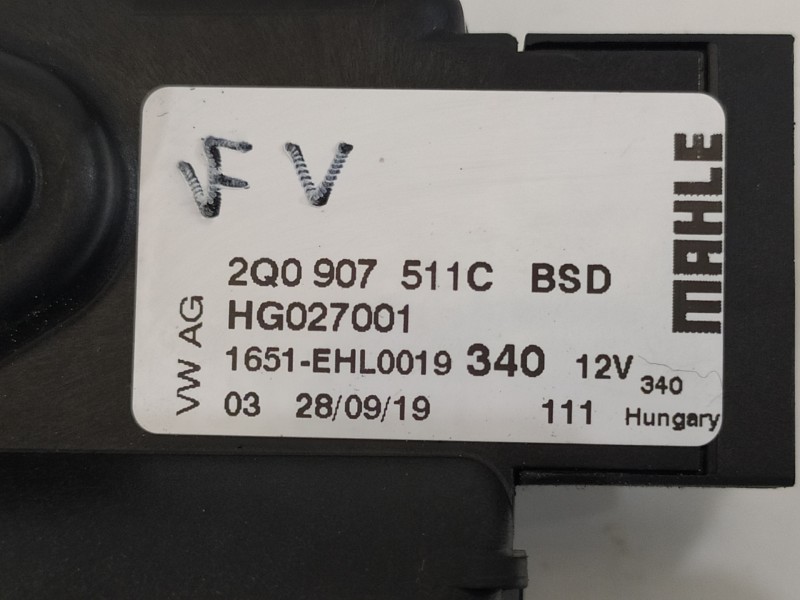 VF V
2Q0 907 511C BSD
HG027001
1651-EHL0019 340 12V 340
03 28/09/19 111 Hungary
VW AG
MAHLE